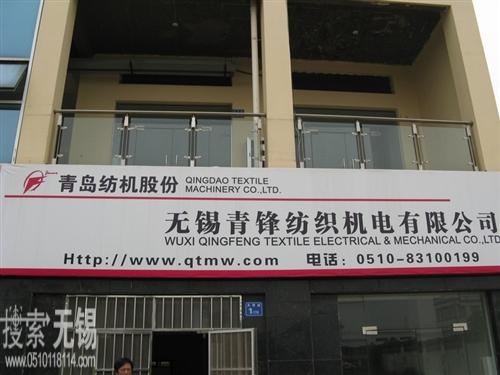 青岛纺机股份 QINGDAO TEXTILE
MACHINERY CO.,LTD.
无锡青锋纺织机电有限公司
WUXI QINGFENG TEXTILE ELECTRICAL & MECHANICAL CO.,LTD
Http://www.qtmw.com 电话：0510-83100199
搜索无锡
www.0510118114.com